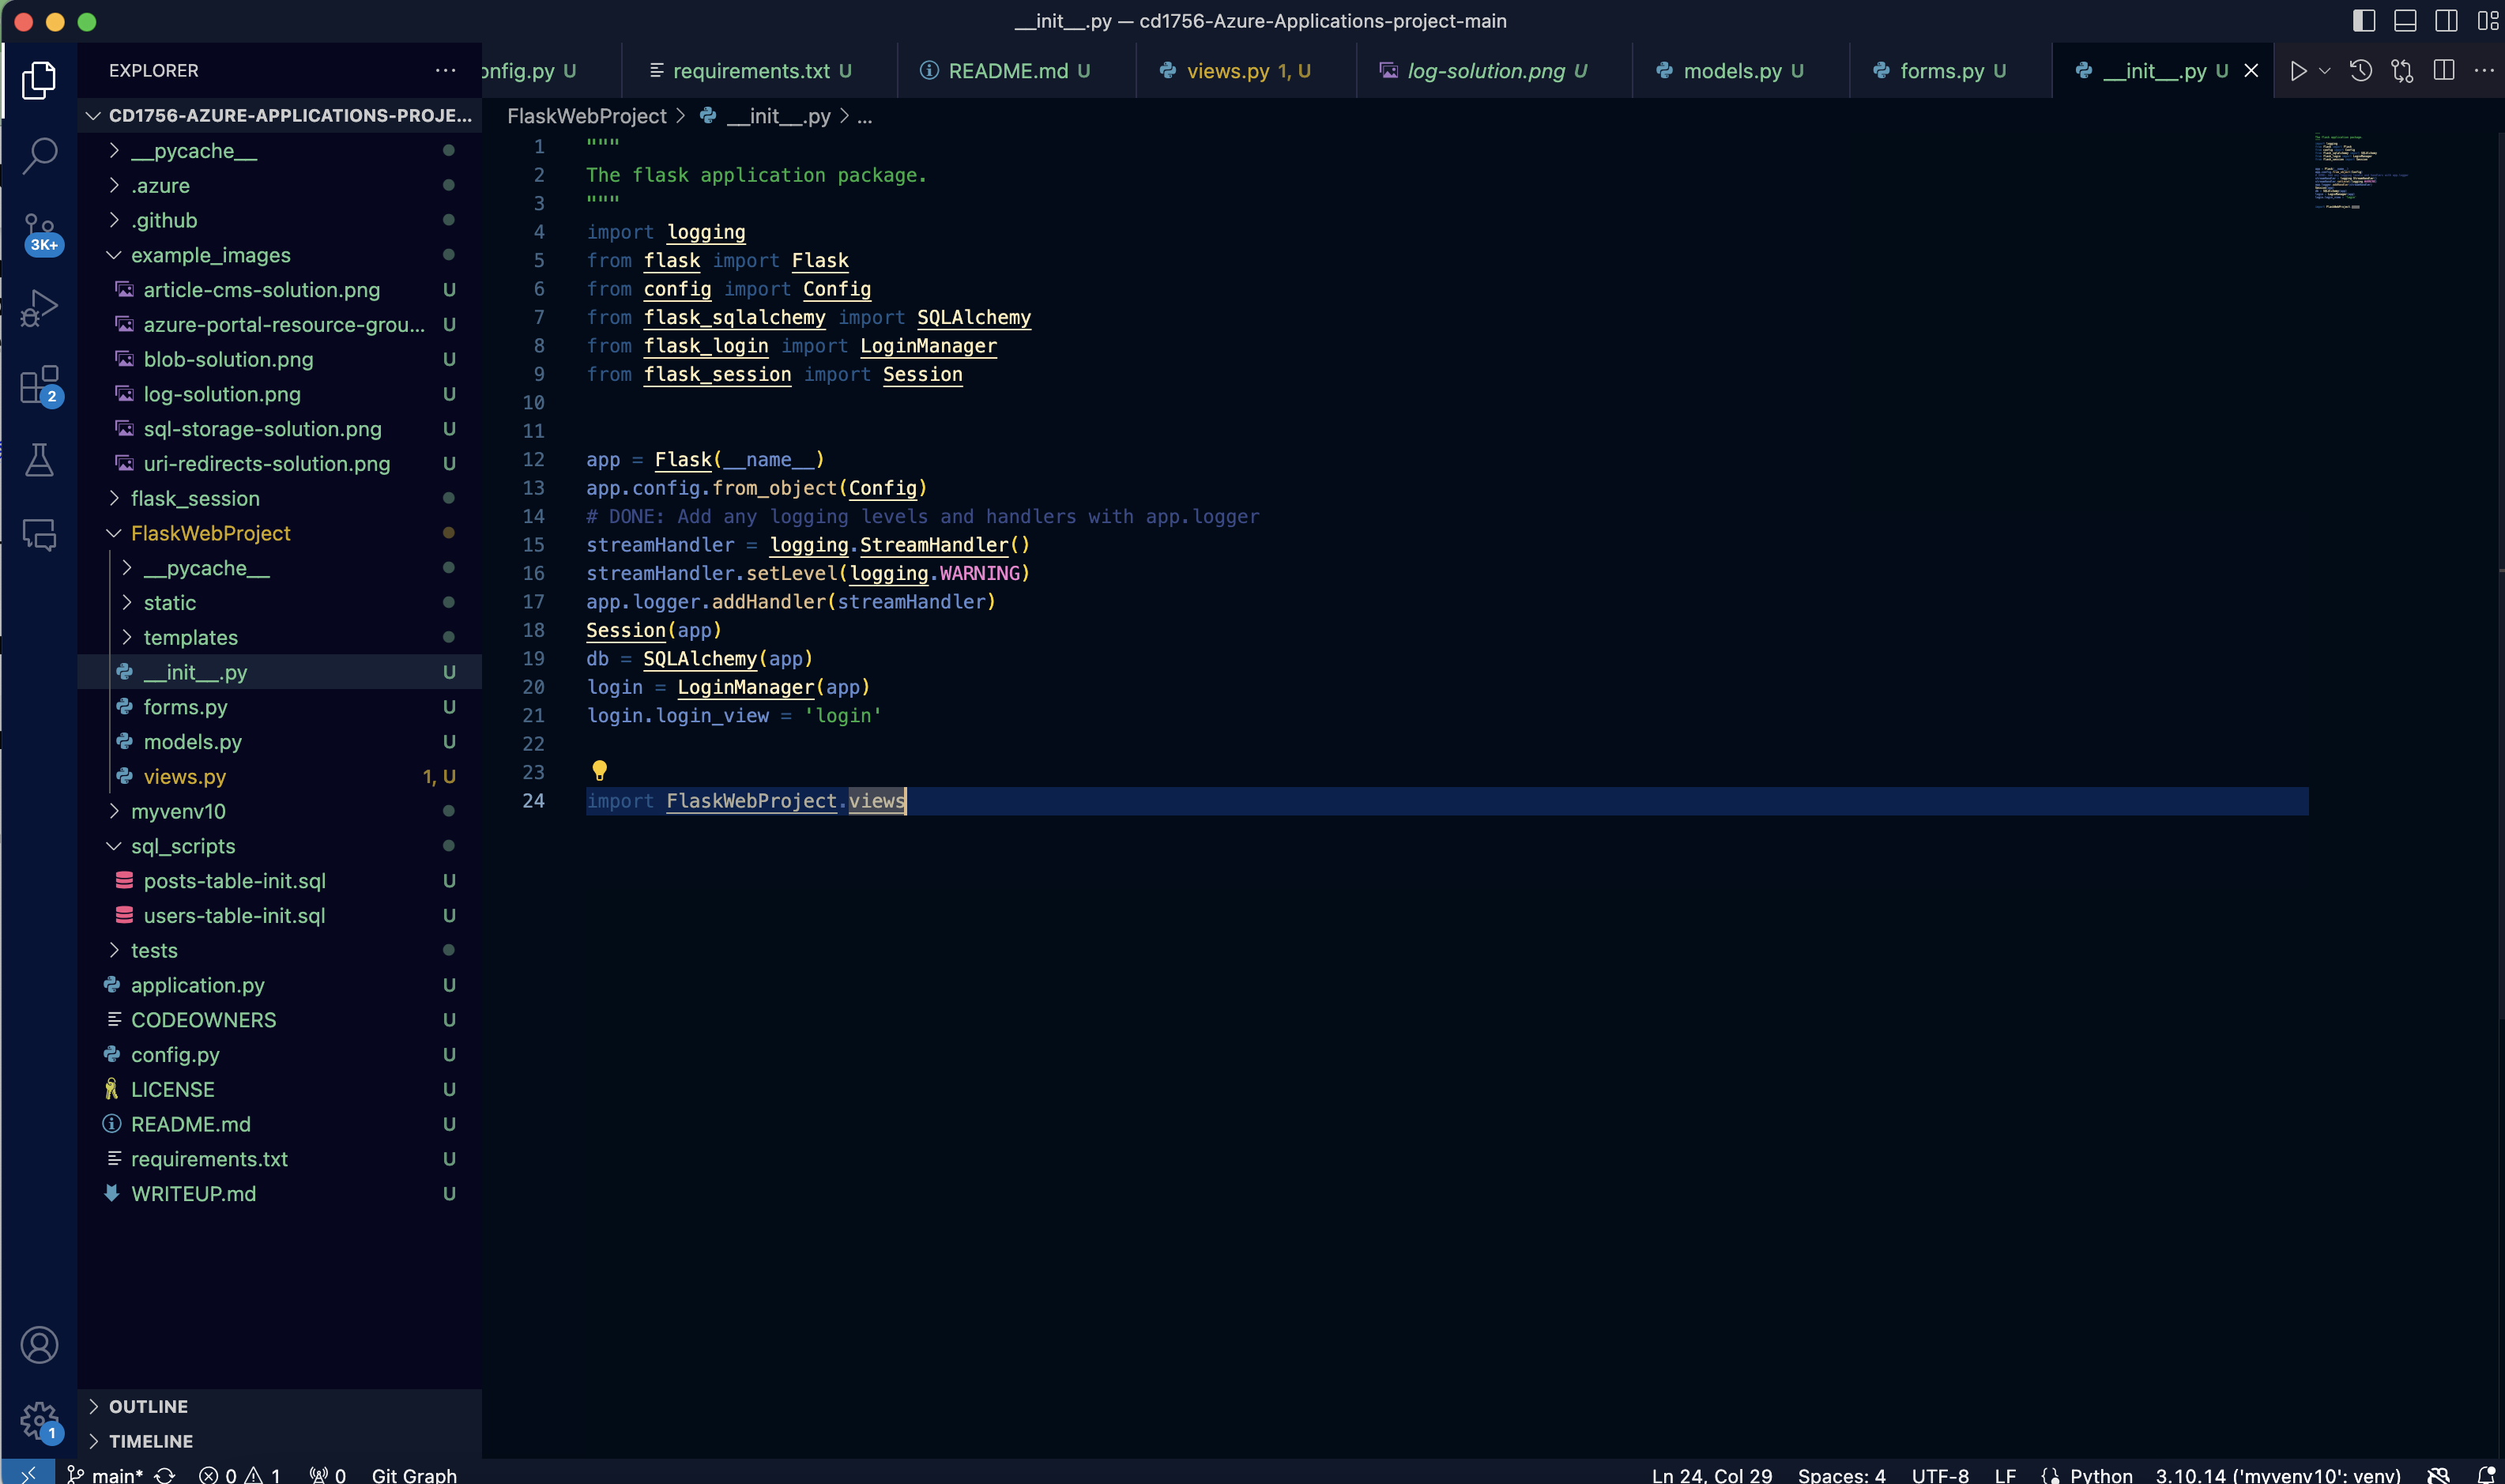 __init__.py — cd1756-Azure-Applications-project-main
EXPLORER
onfig.py U
requirements.txt U
README.md U
views.py 1, U
log-solution.png U
models.py U
forms.py U
__init__.py U
CD1756-AZURE-APPLICATIONS-PROJE...
FlaskWebProject > __init__.py > ...
__pycache__
.azure
.github
3K+
example_images
article-cms-solution.png U
azure-portal-resource-grou... U
blob-solution.png U
2
log-solution.png U
sql-storage-solution.png U
uri-redirects-solution.png U
flask_session
FlaskWebProject
__pycache__
static
templates
__init__.py U
forms.py U
models.py U
views.py 1, U
myvenv10
sql_scripts
posts-table-init.sql U
users-table-init.sql U
tests
application.py U
CODEOWNERS U
config.py U
LICENSE U
README.md U
requirements.txt U
WRITEUP.md U
OUTLINE
1
TIMELINE
1 """
2 The flask application package.
3 """
4 import logging
5 from flask import Flask
6 from config import Config
7 from flask_sqlalchemy import SQLAlchemy
8 from flask_login import LoginManager
9 from flask_session import Session
10
11
12 app = Flask(__name__)
13 app.config.from_object(Config)
14 # DONE: Add any logging levels and handlers with app.logger
15 streamHandler = logging.StreamHandler()
16 streamHandler.setLevel(logging.WARNING)
17 app.logger.addHandler(streamHandler)
18 Session(app)
19 db = SQLAlchemy(app)
20 login = LoginManager(app)
21 login.login_view = 'login'
22
23
24 import FlaskWebProject.views
main* 0 1 0 Git Graph
Ln 24, Col 29 Spaces: 4 UTF-8 LF Python 3.10.14 ('myvenv10': venv)